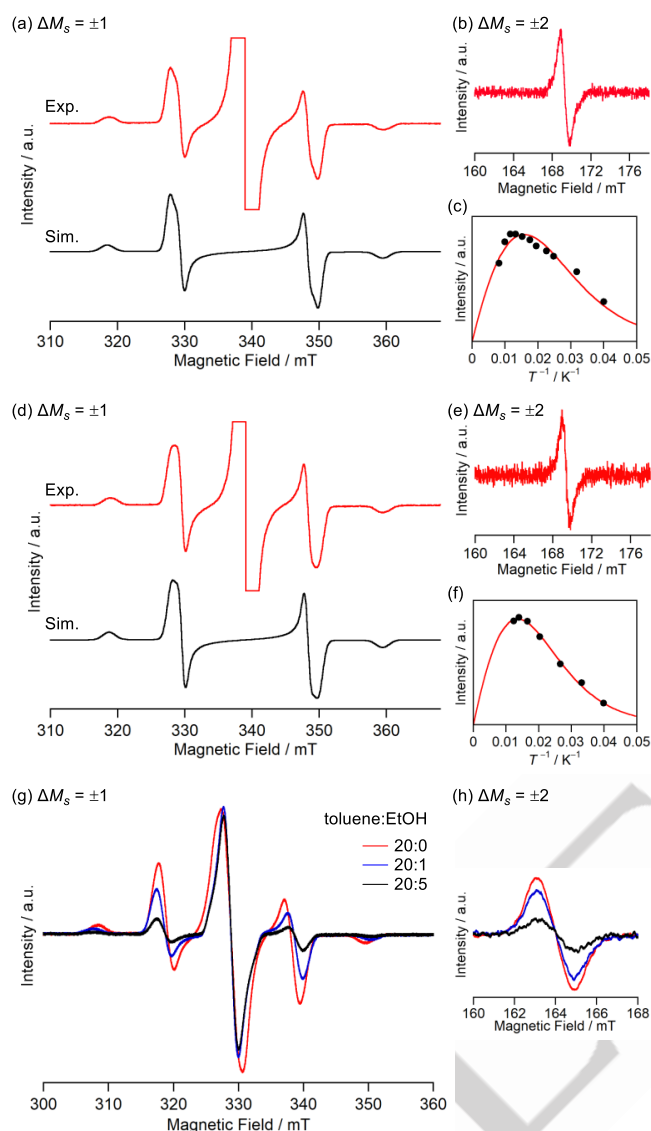 (a) ΔMs = ±1
Exp.
Sim.
Intensity / a.u.
310 320 330 340 350 360
Magnetic Field / mT
(b) ΔMs = ±2
Intensity / a.u.
160 164 168 172 176
Magnetic Field / mT
(c)
Intensity / a.u.
0 0.01 0.02 0.03 0.04 0.05
T⁻¹ / K⁻¹
(d) ΔMs = ±1
Exp.
Sim.
Intensity / a.u.
310 320 330 340 350 360
Magnetic Field / mT
(e) ΔMs = ±2
Intensity / a.u.
160 164 168 172 176
Magnetic Field / mT
(f)
Intensity / a.u.
0 0.01 0.02 0.03 0.04 0.05
T⁻¹ / K⁻¹
(g) ΔMs = ±1
toluene:EtOH
20:0
20:1
20:5
Intensity / a.u.
300 310 320 330 340 350 360
Magnetic Field / mT
(h) ΔMs = ±2
Intensity / a.u.
160 162 164 166 168
Magnetic Field / mT